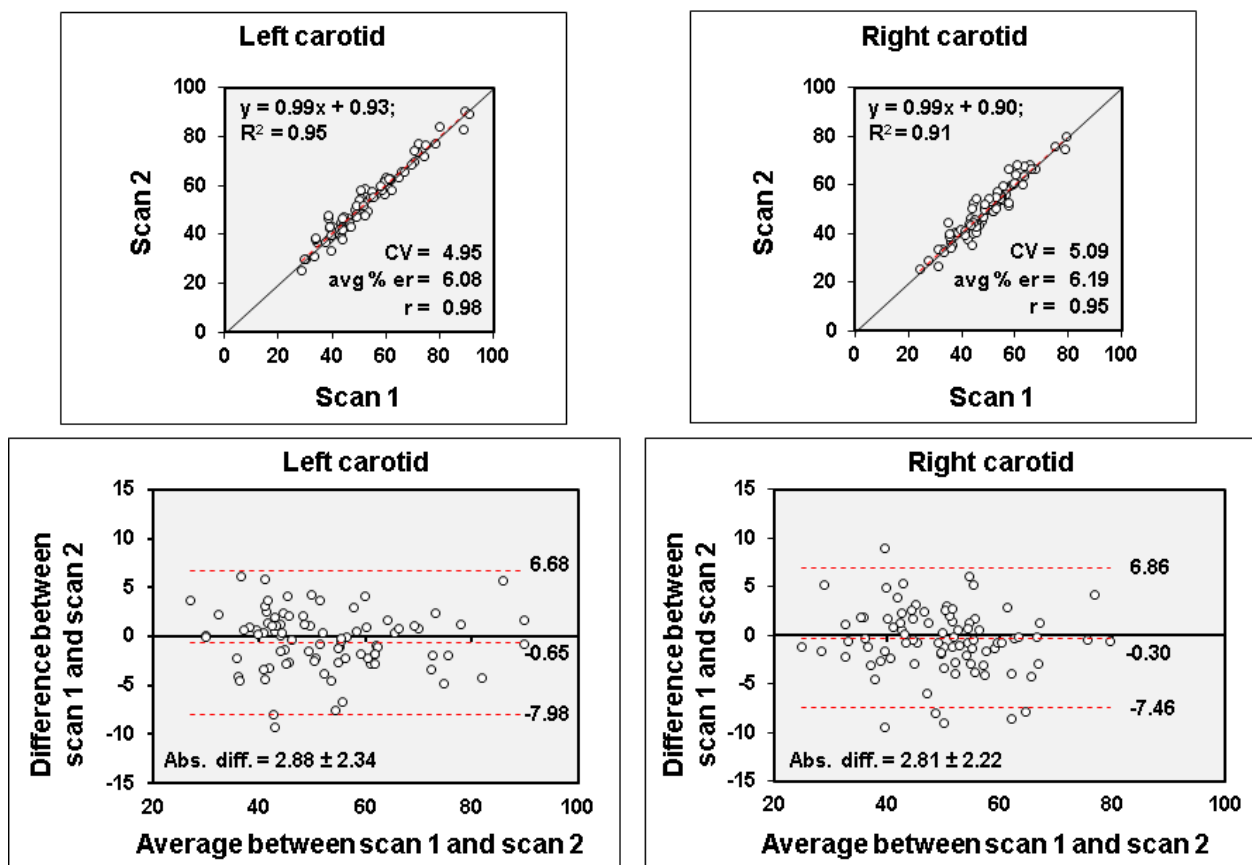 Left carotid
100
80
60
40
20
0
Scan 2
y = 0.99x + 0.93;
R² = 0.95
CV = 4.95
avg % er = 6.08
r = 0.98
0 20 40 60 80 100
Scan 1
Right carotid
100
80
60
40
20
0
Scan 2
y = 0.99x + 0.90;
R² = 0.91
CV = 5.09
avg % er = 6.19
r = 0.95
0 20 40 60 80 100
Scan 1
Left carotid
15
10
5
0
-5
-10
-15
Difference between
scan 1 and scan 2
6.68
-0.65
-7.98
Abs. diff. = 2.88 ± 2.34
20 40 60 80 100
Average between scan 1 and scan 2
Right carotid
15
10
5
0
-5
-10
-15
Difference between
scan 1 and scan 2
6.86
-0.30
-7.46
Abs. diff. = 2.81 ± 2.22
20 40 60 80 100
Average between scan 1 and scan 2